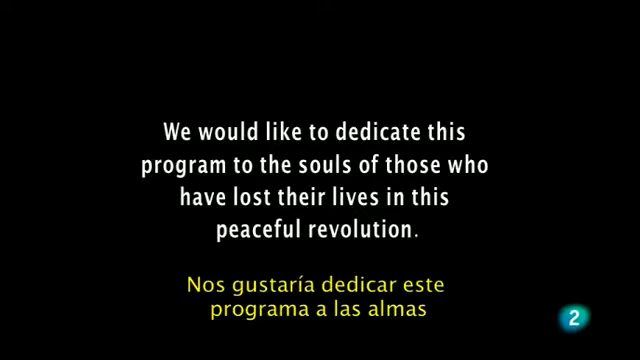 We would like to dedicate this
program to the souls of those who
have lost their lives in this
peaceful revolution.
Nos gustaría dedicar este
programa a las almas
2